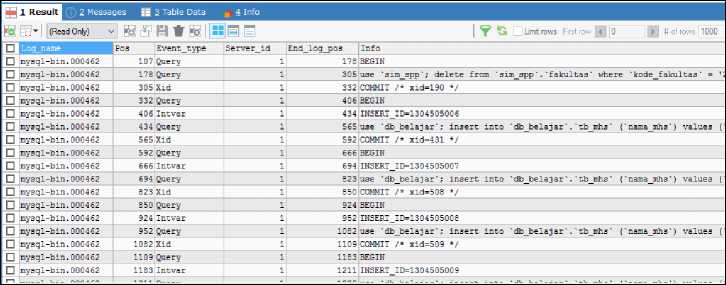 1 Result 2 Messages 3 Table Data 4 Info
(Read Only) Limit rows First row 0 # of rows 1000
Log_name Pos Event_type Server_id End_log_pos Info
mysql-bin.000462 107 Query 1 178 BEGIN
mysql-bin.000462 178 Query 1 305 use `sim_spp`; delete from `sim_spp`.`fakultas` where `kode_fakultas` =
mysql-bin.000462 305 Xid 1 332 COMMIT /* xid=190 */
mysql-bin.000462 332 Query 1 406 BEGIN
mysql-bin.000462 406 Intvar 1 434 INSERT_ID=1304505006
mysql-bin.000462 434 Query 1 565 use `db_belajar`; insert into `db_belajar`.`tb_mhs` (`nama_mhs`) values (
mysql-bin.000462 565 Xid 1 592 COMMIT /* xid=431 */
mysql-bin.000462 592 Query 1 666 BEGIN
mysql-bin.000462 666 Intvar 1 694 INSERT_ID=1304505007
mysql-bin.000462 694 Query 1 823 use `db_belajar`; insert into `db_belajar`.`tb_mhs` (`nama_mhs`) values (
mysql-bin.000462 823 Xid 1 850 COMMIT /* xid=508 */
mysql-bin.000462 850 Query 1 924 BEGIN
mysql-bin.000462 924 Intvar 1 952 INSERT_ID=1304505008
mysql-bin.000462 952 Query 1 1082 use `db_belajar`; insert into `db_belajar`.`tb_mhs` (`nama_mhs`) values (
mysql-bin.000462 1082 Xid 1 1109 COMMIT /* xid=509 */
mysql-bin.000462 1109 Query 1 1183 BEGIN
mysql-bin.000462 1183 Intvar 1 1211 INSERT_ID=1304505009